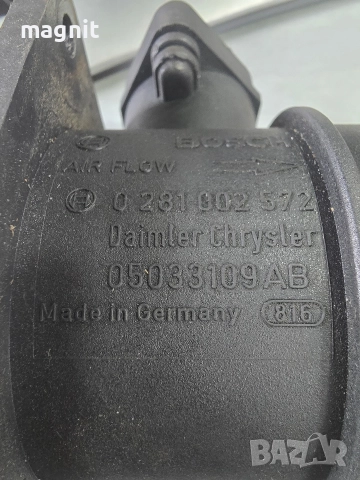 magnit
BOSCH
AIR FLOW
0 281 002 572
Daimler Chrysler
05033109AB
Made in Germany 816
BAZAR